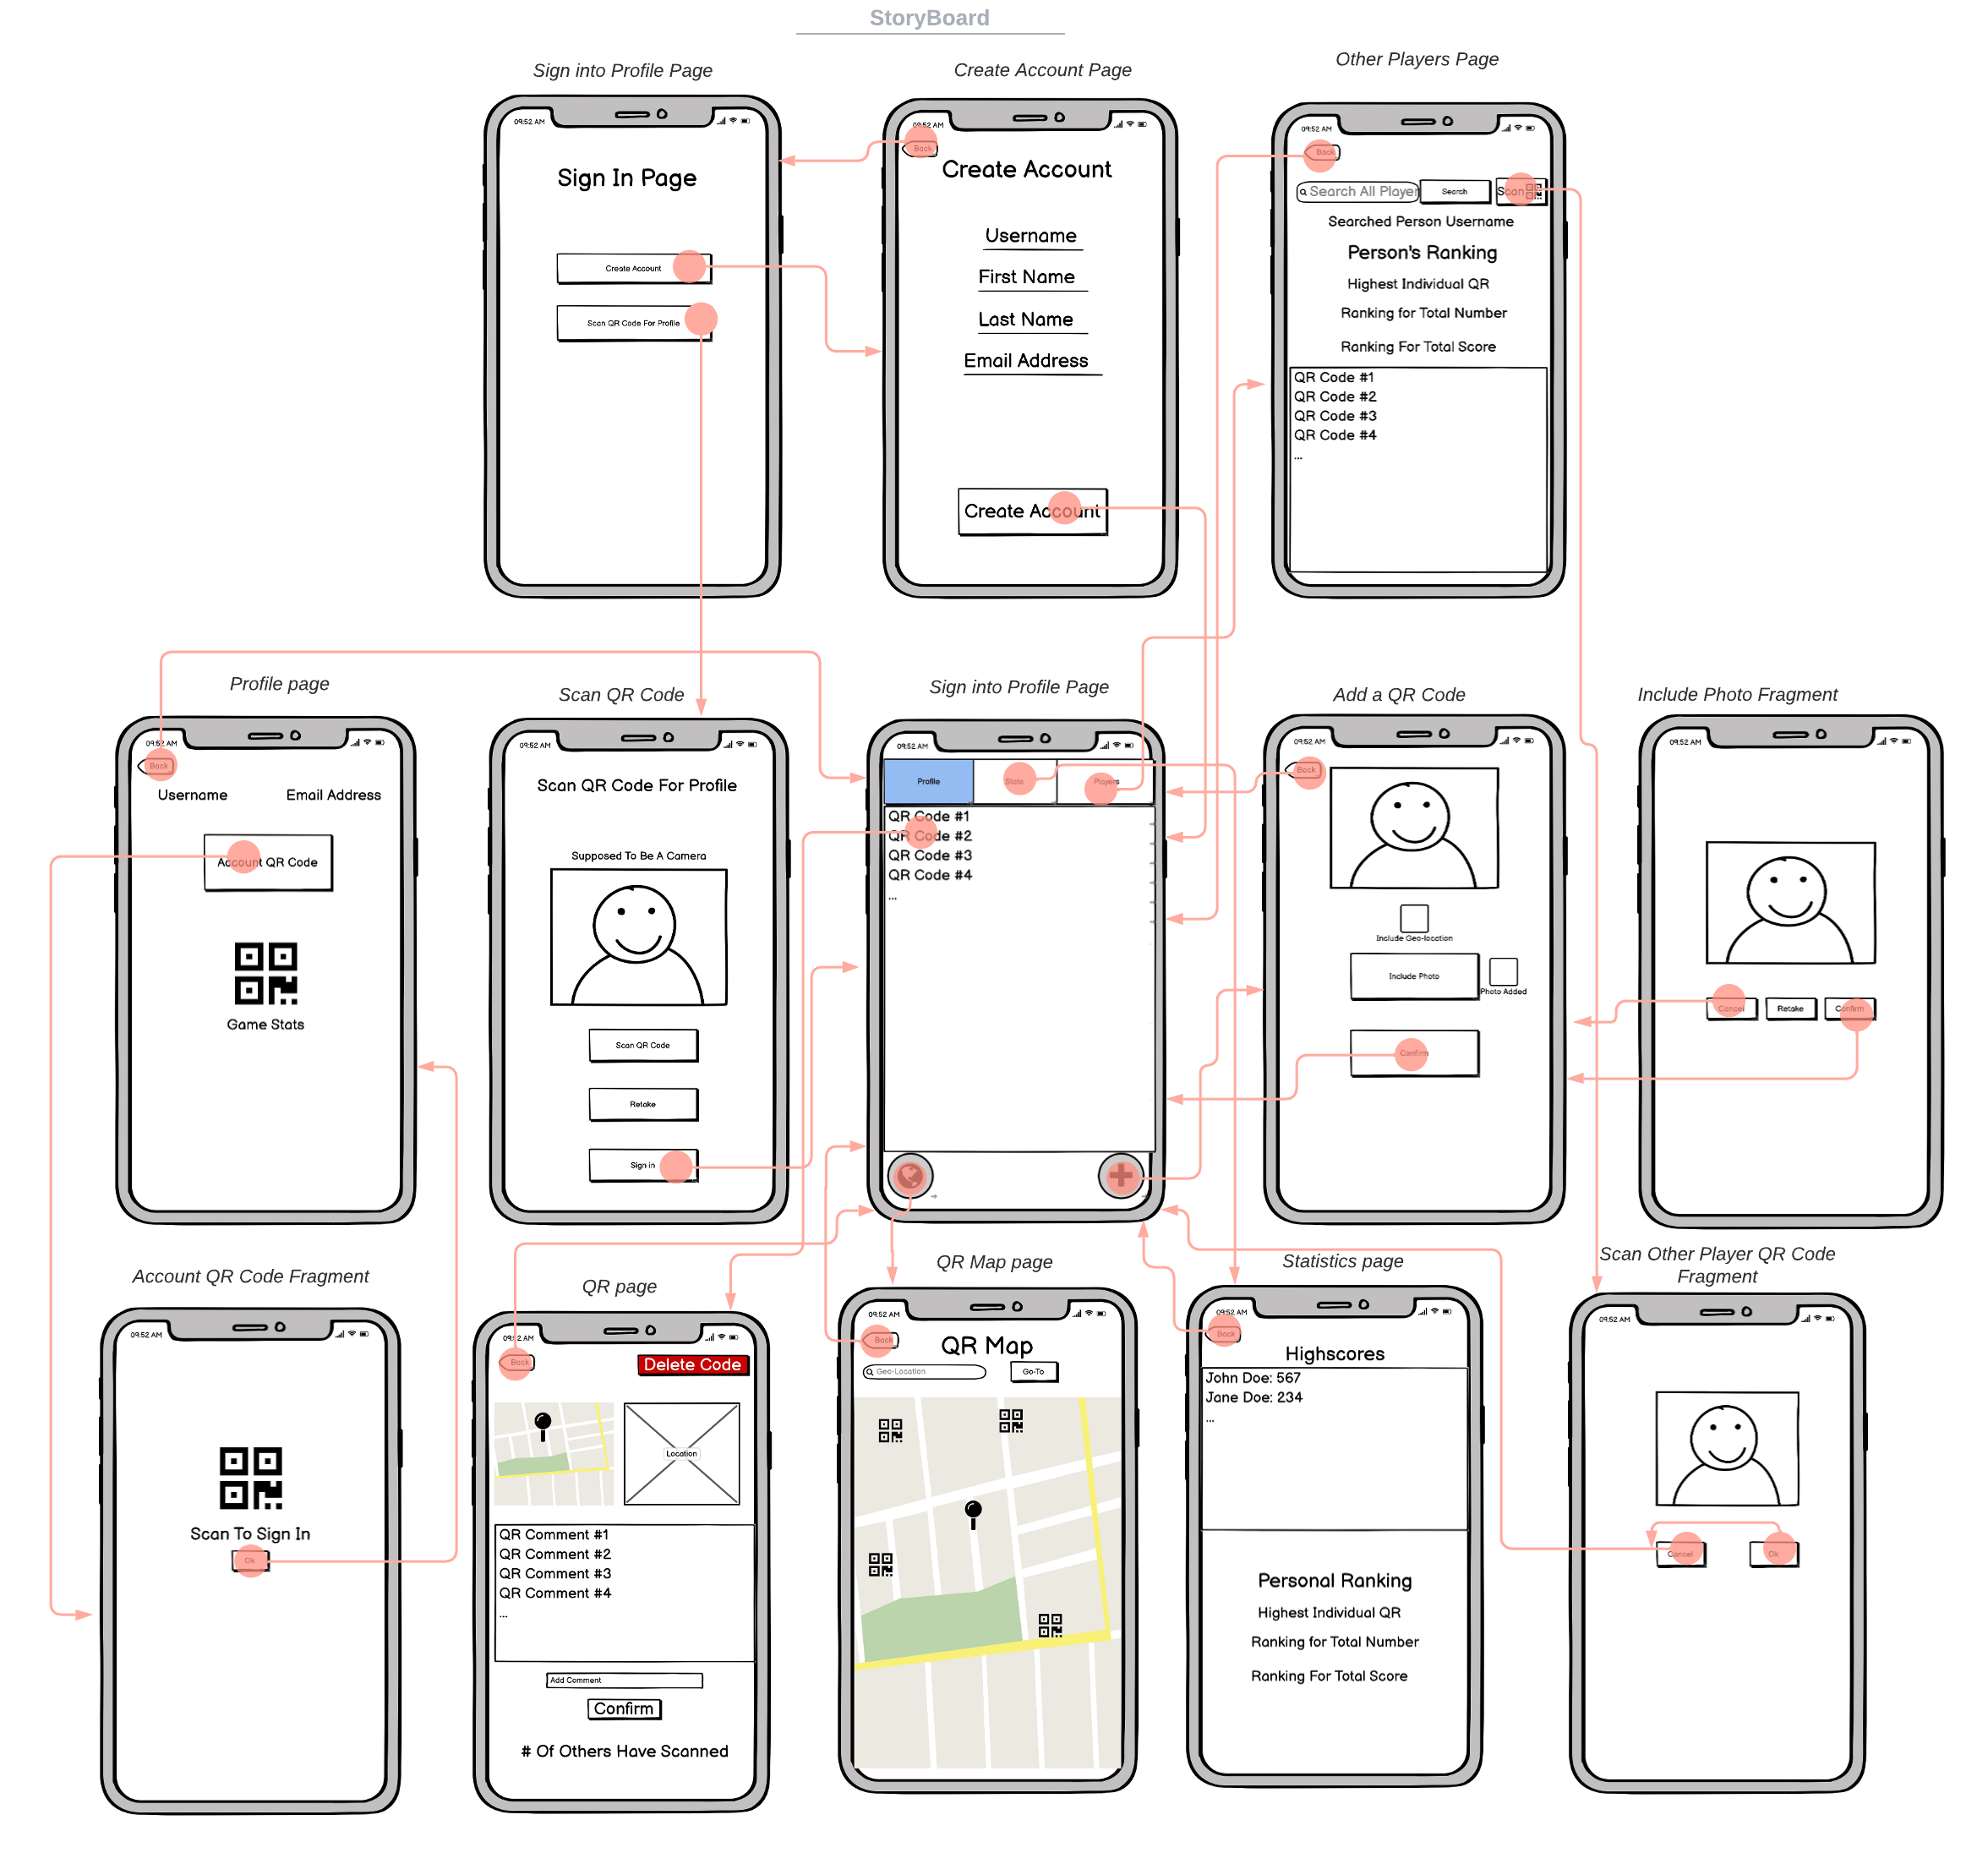 StoryBoard
Sign into Profile Page
09:52 AM
Sign In Page
Create Account
Scan QR Code For Profile
Create Account Page
09:52 AM
Back
Create Account
Username
First Name
Last Name
Email Address
Create Account
Other Players Page
09:52 AM
Back
Search All Player
Search
Scan
Searched Person Username
Person's Ranking
Highest Individual QR
Ranking for Total Number
Ranking For Total Score
QR Code #1
QR Code #2
QR Code #3
QR Code #4
...
Profile page
09:52 AM
Back
Username
Email Address
Account QR Code
Game Stats
Scan QR Code
09:52 AM
Scan QR Code For Profile
Supposed To Be A Camera
Scan QR Code
Retake
Sign in
Sign into Profile Page
09:52 AM
Profile
Stats
Players
QR Code #1
QR Code #2
QR Code #3
QR Code #4
...
Add a QR Code
09:52 AM
Back
Include Geo-location
Include Photo
Photo Added
Confirm
Include Photo Fragment
09:52 AM
Cancel
Retake
Confirm
Account QR Code Fragment
09:52 AM
Scan To Sign In
Ok
QR page
09:52 AM
Back
Delete Code
Location
QR Comment #1
QR Comment #2
QR Comment #3
QR Comment #4
...
Add Comment
Confirm
# Of Others Have Scanned
QR Map page
09:52 AM
Back
QR Map
Geo-Location
Go-To
Statistics page
09:52 AM
Back
Highscores
John Doe: 567
Jane Doe: 234
...
Personal Ranking
Highest Individual QR
Ranking for Total Number
Ranking For Total Score
Scan Other Player QR Code
Fragment
09:52 AM
Cancel
Ok